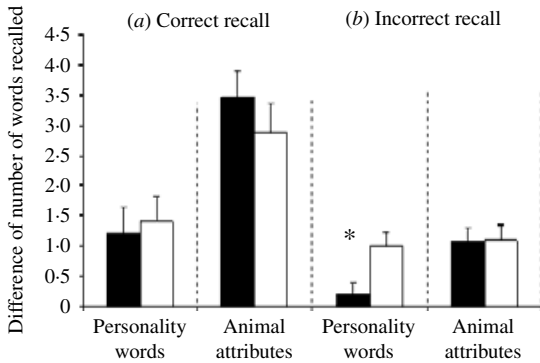 (a) Correct recall
(b) Incorrect recall
Difference of number of words recalled
4·5
4·0
3·5
3·0
2·5
2·0
1·5
1·0
0·5
0
*
Personality
words
Animal
attributes
Personality
words
Animal
attributes